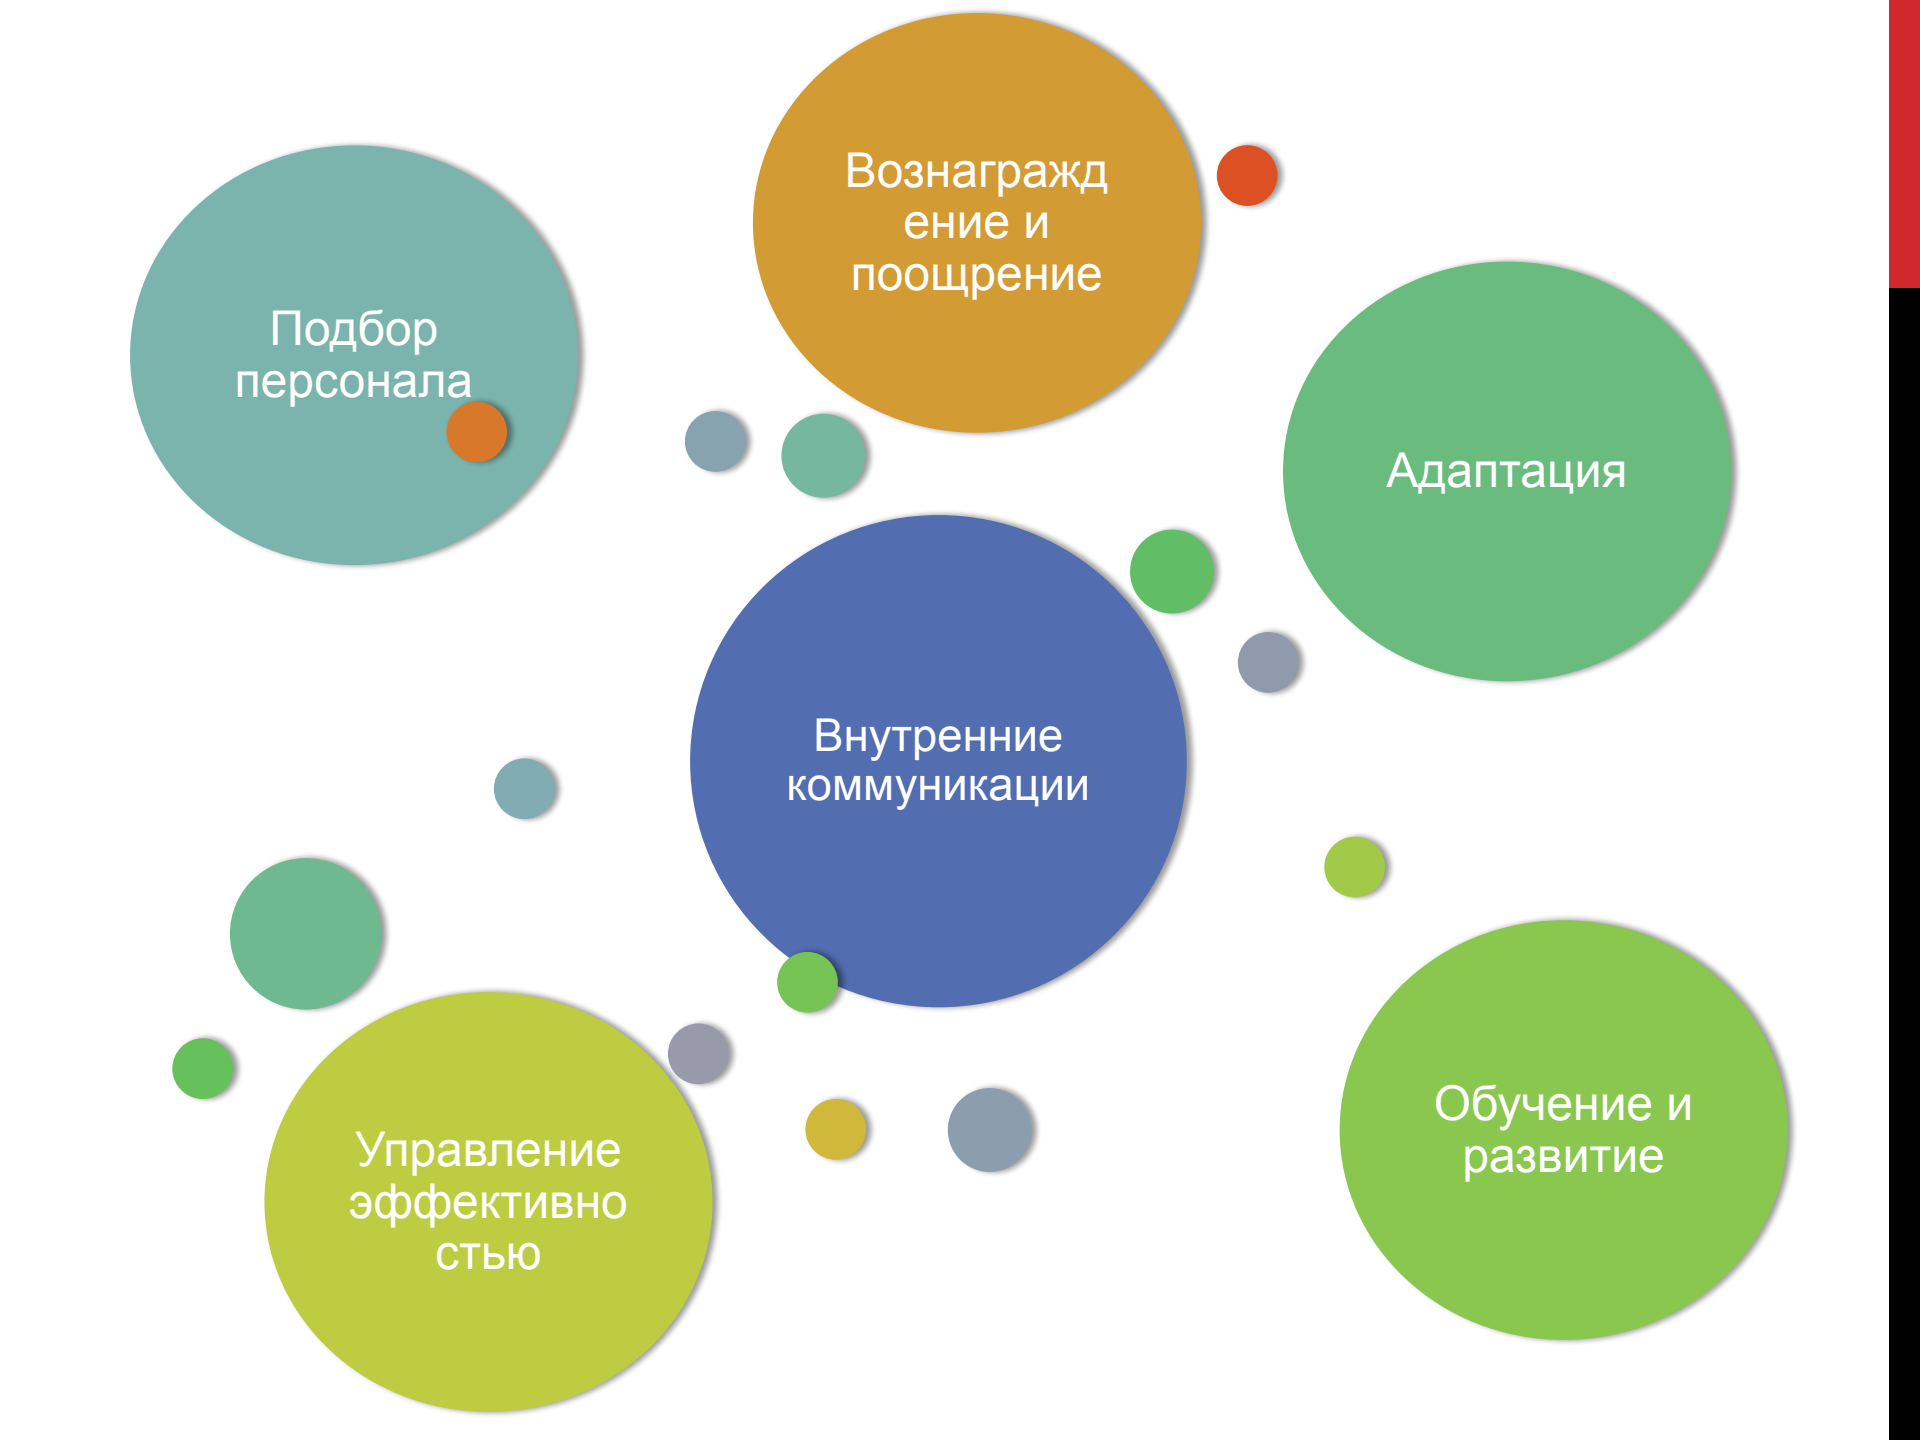 Вознагражд
ение и
поощрение
Подбор
персонала
Адаптация
Внутренние
коммуникации
Управление
эффективно
стью
Обучение и
развитие